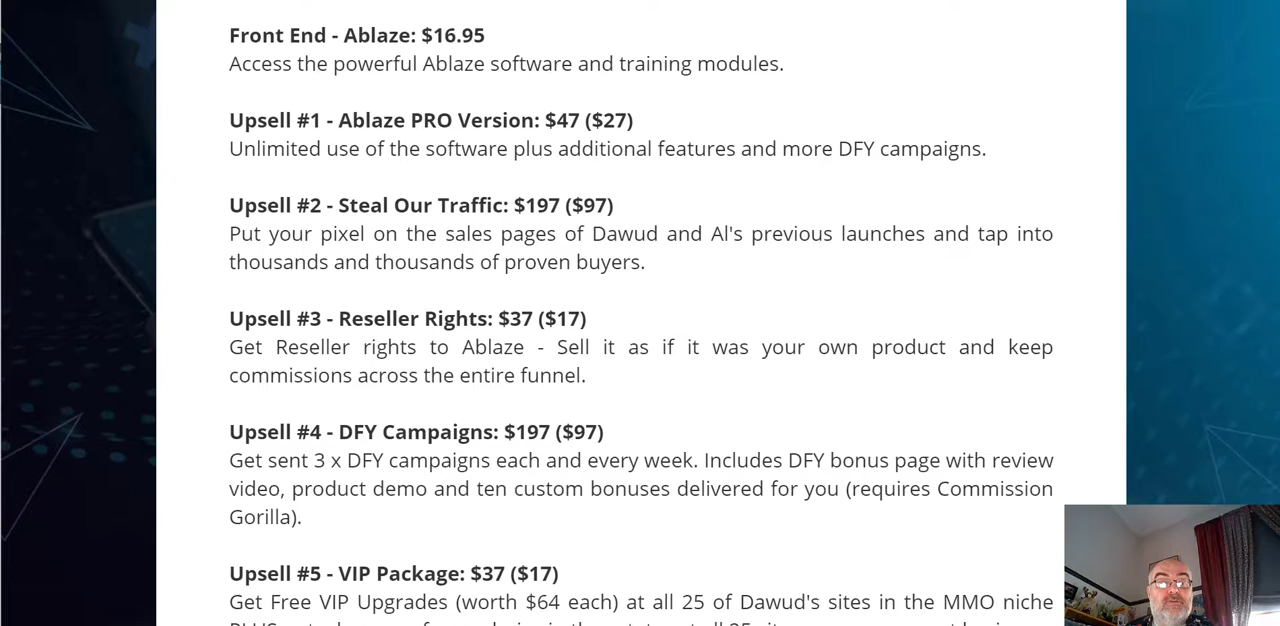 Front End - Ablaze: $16.95
Access the powerful Ablaze software and training modules.
Upsell #1 - Ablaze PRO Version: $47 ($27)
Unlimited use of the software plus additional features and more DFY campaigns.
Upsell #2 - Steal Our Traffic: $197 ($97)
Put your pixel on the sales pages of Dawud and Al's previous launches and tap into
thousands and thousands of proven buyers.
Upsell #3 - Reseller Rights: $37 ($17)
Get Reseller rights to Ablaze - Sell it as if it was your own product and keep
commissions across the entire funnel.
Upsell #4 - DFY Campaigns: $197 ($97)
Get sent 3 x DFY campaigns each and every week. Includes DFY bonus page with review
video, product demo and ten custom bonuses delivered for you (requires Commission
Gorilla).
Upsell #5 - VIP Package: $37 ($17)
Get Free VIP Upgrades (worth $64 each) at all 25 of Dawud's sites in the MMO niche